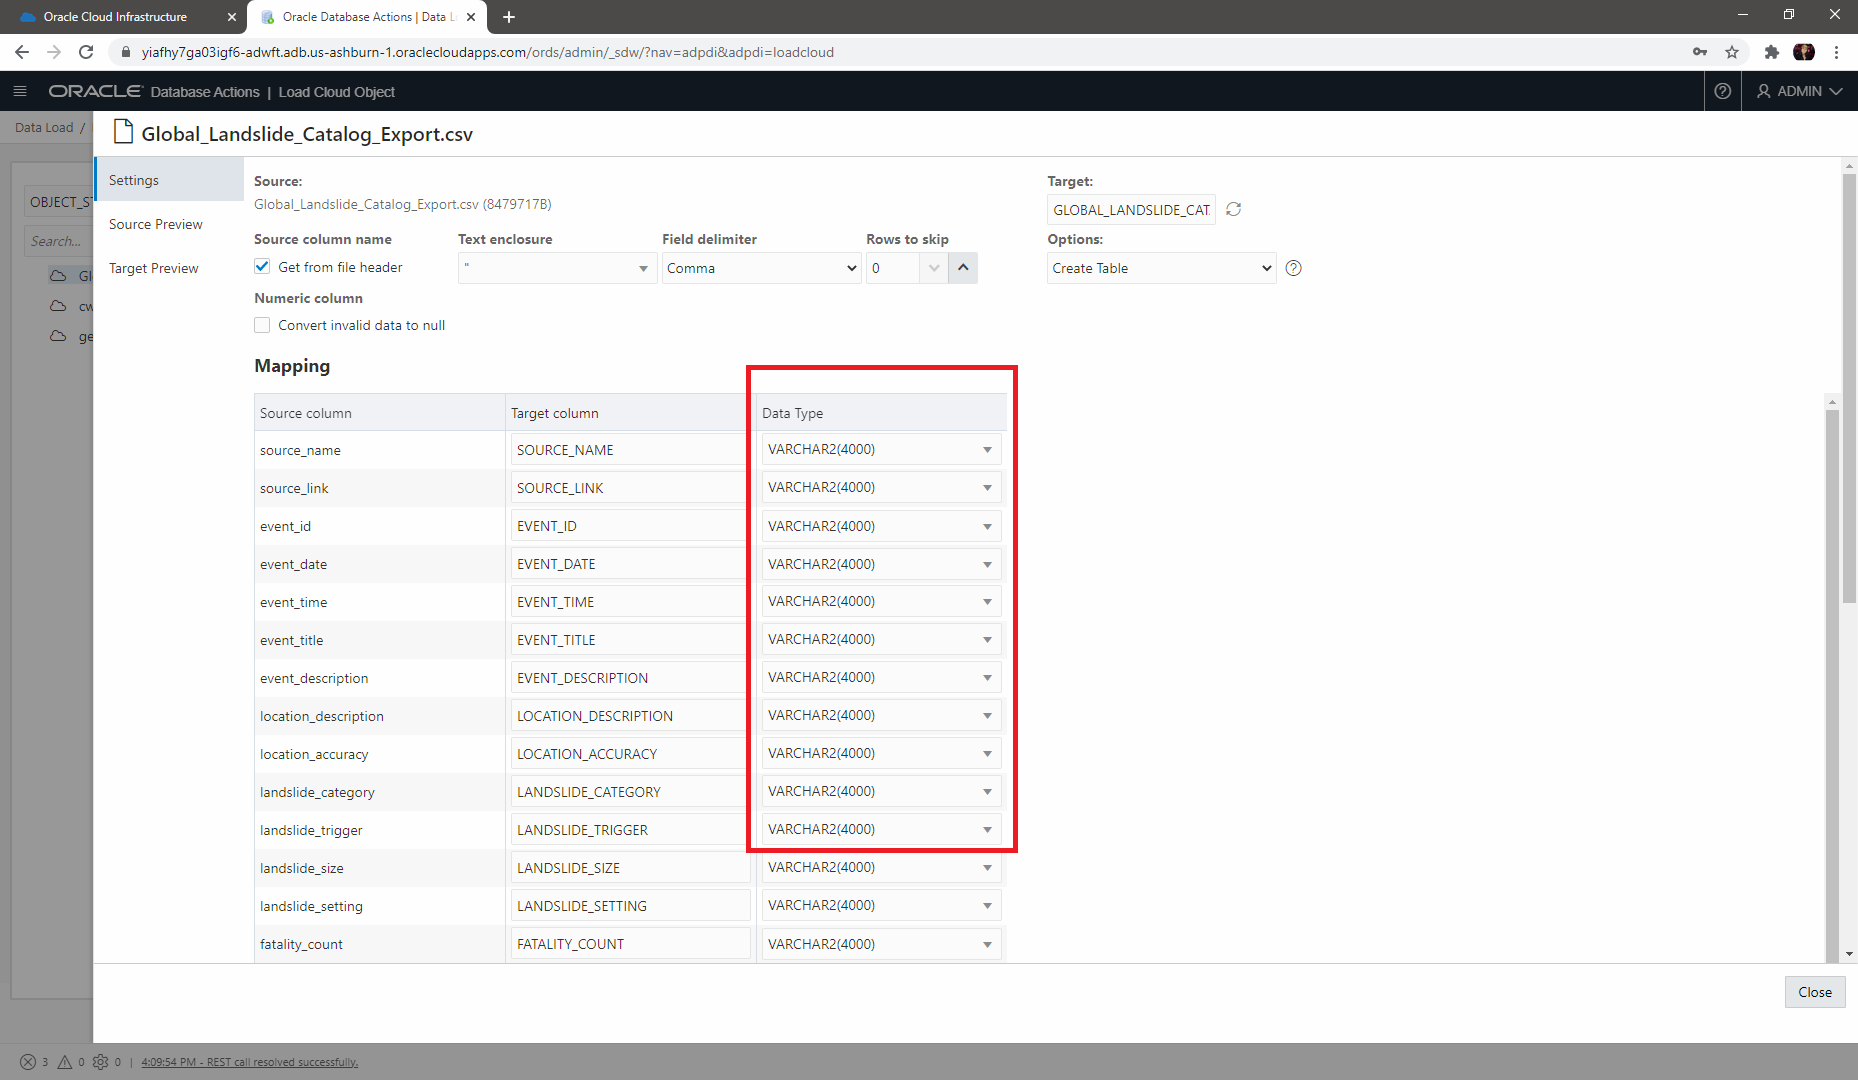 Oracle Cloud Infrastructure
Oracle Database Actions | Data L
yiafhy7ga03igf6-adwft.adb.us-ashburn-1.oraclecloudapps.com/ords/admin/_sdw/?nav=adpdi&adpdi=loadcloud
ORACLE Database Actions | Load Cloud Object
ADMIN
Data Load /
Global_Landslide_Catalog_Export.csv
OBJECT_ST
Search...
Gl
cw
ge
Settings
Source Preview
Target Preview
Source:
Global_Landslide_Catalog_Export.csv (8479717B)
Target:
GLOBAL_LANDSLIDE_CAT
Source column name
Text enclosure
Field delimiter
Rows to skip
Options:
Get from file header
"
Comma
0
Create Table
Numeric column
Convert invalid data to null
Mapping
Source column Target column Data Type
source_name SOURCE_NAME VARCHAR2(4000)
source_link SOURCE_LINK VARCHAR2(4000)
event_id EVENT_ID VARCHAR2(4000)
event_date EVENT_DATE VARCHAR2(4000)
event_time EVENT_TIME VARCHAR2(4000)
event_title EVENT_TITLE VARCHAR2(4000)
event_description EVENT_DESCRIPTION VARCHAR2(4000)
location_description LOCATION_DESCRIPTION VARCHAR2(4000)
location_accuracy LOCATION_ACCURACY VARCHAR2(4000)
landslide_category LANDSLIDE_CATEGORY VARCHAR2(4000)
landslide_trigger LANDSLIDE_TRIGGER VARCHAR2(4000)
landslide_size LANDSLIDE_SIZE VARCHAR2(4000)
landslide_setting LANDSLIDE_SETTING VARCHAR2(4000)
fatality_count FATALITY_COUNT VARCHAR2(4000)
Close
3 0 0 | 4:09:54 PM - REST call resolved successfully.